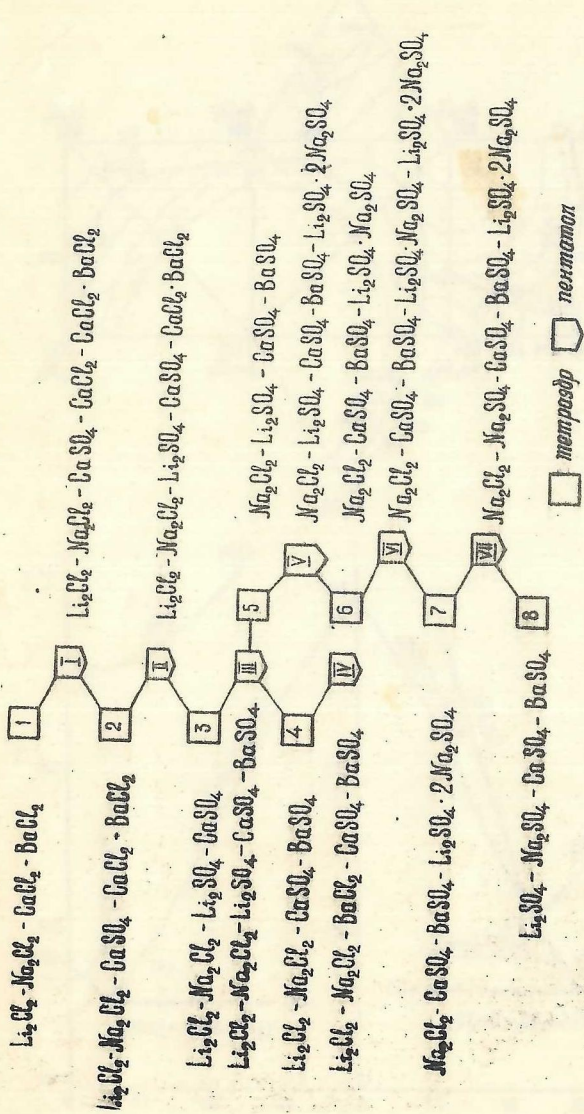 Li₂Cl₂-Na₂Cl₂-CaCl₂-BaCl₂ 1
I Li₂Cl₂-Na₂Cl₂-CaSO₄-CaCl₂-CaCl₂·BaCl₂
Li₂Cl₂-Na₂Cl₂-CaSO₄-CaCl₂·BaCl₂ 2
II Li₂Cl₂-Na₂Cl₂-Li₂SO₄-CaSO₄-CaCl₂·BaCl₂
Li₂Cl₂-Na₂Cl₂-Li₂SO₄-CaSO₄ 3
Li₂Cl₂-Na₂Cl₂-Li₂SO₄-CaSO₄-BaSO₄ III
5 Na₂Cl₂-Li₂SO₄-CaSO₄-BaSO₄
Li₂Cl₂-Na₂Cl₂-CaSO₄-BaSO₄ 4
V Na₂Cl₂-Li₂SO₄-CaSO₄-BaSO₄-Li₂SO₄·2Na₂SO₄
Li₂Cl₂-Na₂Cl₂-BaCl₂-CaSO₄-BaSO₄ IV
6 Na₂Cl₂-CaSO₄-BaSO₄-Li₂SO₄·Na₂SO₄
VI Na₂Cl₂-CaSO₄-BaSO₄-Li₂SO₄·Na₂SO₄-Li₂SO₄·2Na₂SO₄
Na₂Cl₂-CaSO₄-BaSO₄-Li₂SO₄·2Na₂SO₄ 7
VII Na₂Cl₂-Na₂SO₄-CaSO₄-BaSO₄-Li₂SO₄·2Na₂SO₄
Li₂SO₄-Na₂SO₄-CaSO₄-BaSO₄ 8
тетраэдр пентатоп